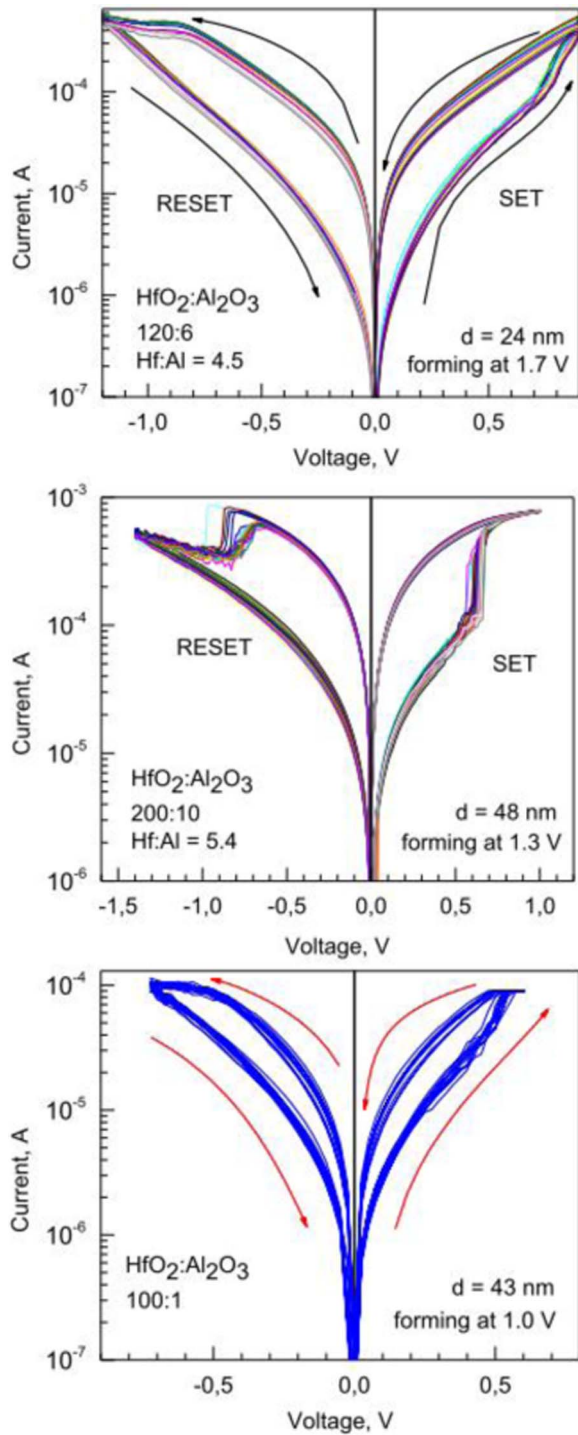 10⁻⁴
10⁻⁵
10⁻⁶
10⁻⁷
Current, A
RESET
SET
HfO₂:Al₂O₃
120:6
Hf:Al = 4.5
d = 24 nm
forming at 1.7 V
-1,0 -0,5 0,0 0,5
Voltage, V
10⁻³
10⁻⁴
10⁻⁵
10⁻⁶
Current, A
RESET
SET
HfO₂:Al₂O₃
200:10
Hf:Al = 5.4
d = 48 nm
forming at 1.3 V
-1,5 -1,0 -0,5 0,0 0,5 1,0
Voltage, V
10⁻⁴
10⁻⁵
10⁻⁶
10⁻⁷
Current, A
HfO₂:Al₂O₃
100:1
d = 43 nm
forming at 1.0 V
-0,5 0,0 0,5
Voltage, V